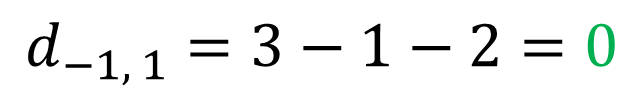 d₋₁, ₁ = 3 − 1 − 2 = 0